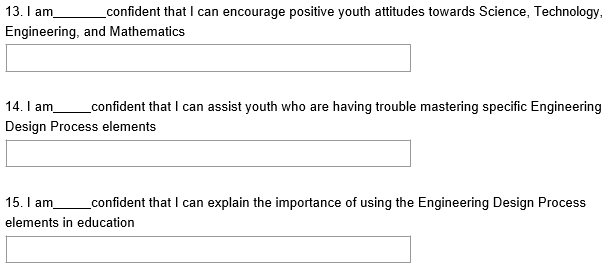 13. I am________confident that I can encourage positive youth attitudes towards Science, Technology,
Engineering, and Mathematics
14. I am_____confident that I can assist youth who are having trouble mastering specific Engineering
Design Process elements
15. I am_____confident that I can explain the importance of using the Engineering Design Process
elements in education